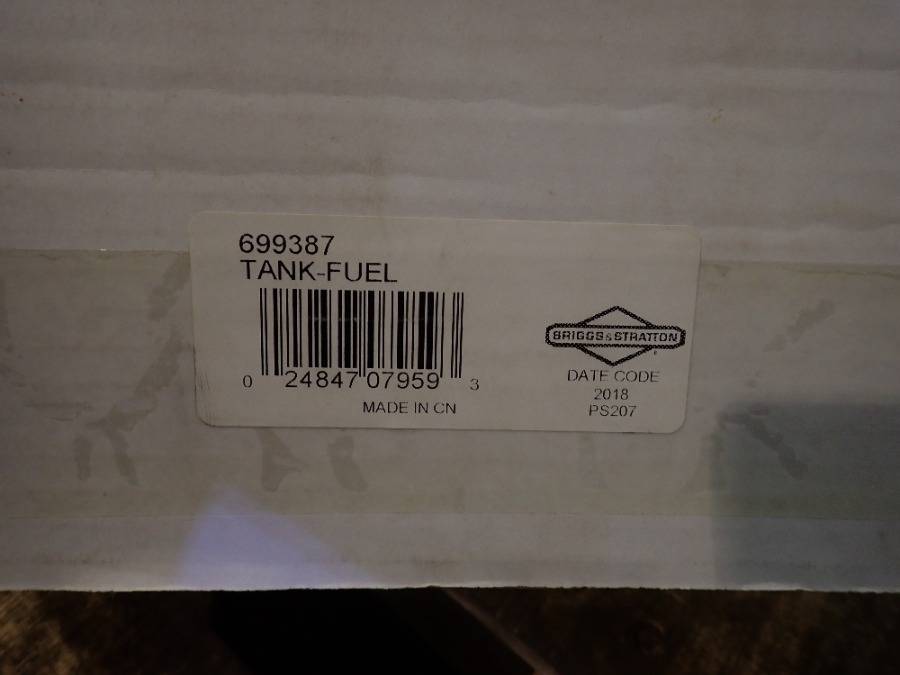 699387
TANK-FUEL
0 24847 07959 3
MADE IN CN
BRIGGS & STRATTON
DATE CODE
2018
PS207